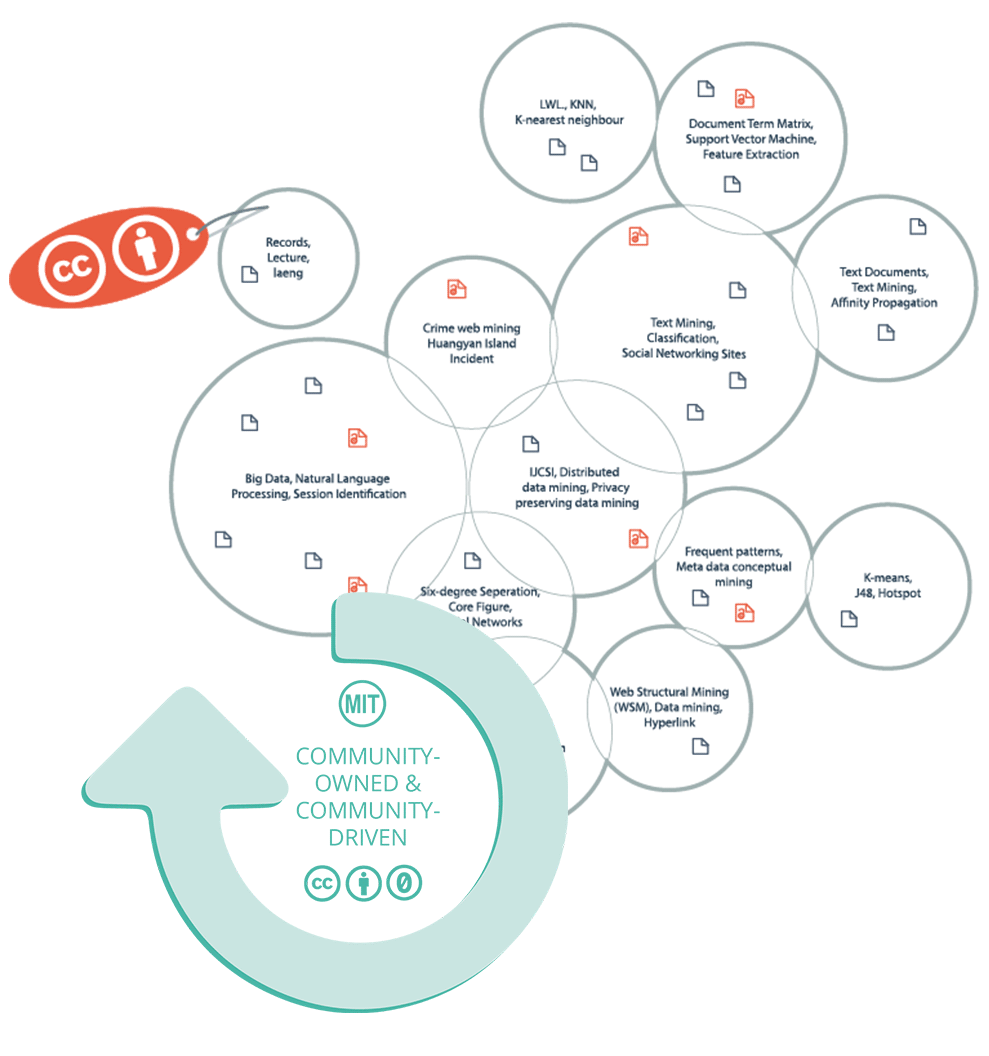 LWL., KNN,
K-nearest neighbour
Document Term Matrix,
Support Vector Machine,
Feature Extraction
cc
Records,
Lecture,
laeng
Text Documents,
Text Mining,
Affinity Propagation
Crime web mining
Huangyan Island
Incident
Text Mining,
Classification,
Social Networking Sites
Big Data, Natural Language
Processing, Session Identification
IJCSI, Distributed
data mining, Privacy
preserving data mining
Frequent patterns,
Meta data conceptual
mining
K-means,
J48, Hotspot
Six-degree Seperation,
Core Figure,
Networks
Web Structural Mining
(WSM), Data mining,
Hyperlink
MIT
COMMUNITY-
OWNED &
COMMUNITY-
DRIVEN
cc 0